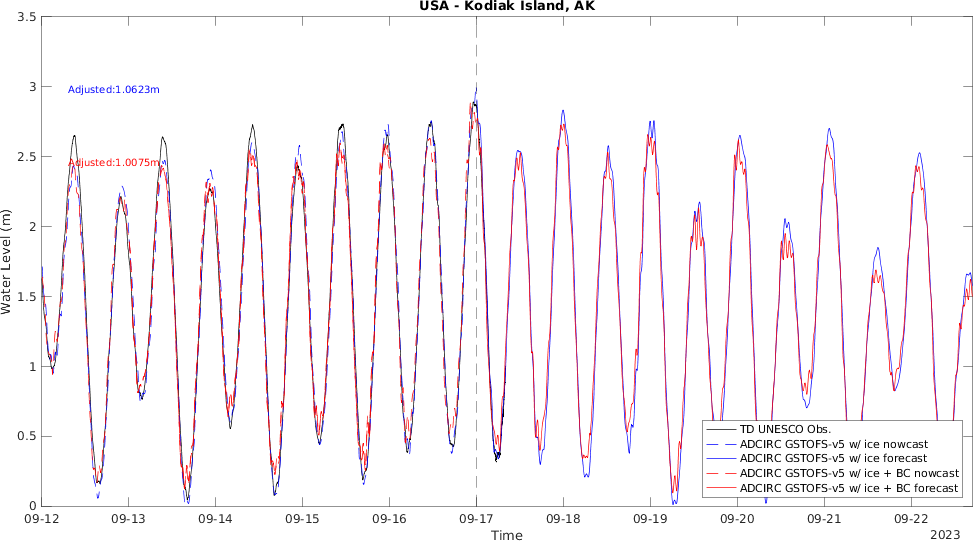 USA - Kodiak Island, AK
3.5
3
2.5
2
1.5
1
0.5
0
Water Level (m)
Adjusted:1.0623m
Adjusted:1.0075m
TD UNESCO Obs.
ADCIRC GSTOFS-v5 w/ ice nowcast
ADCIRC GSTOFS-v5 w/ ice forecast
ADCIRC GSTOFS-v5 w/ ice + BC nowcast
ADCIRC GSTOFS-v5 w/ ice + BC forecast
09-12 09-13 09-14 09-15 09-16 09-17 09-18 09-19 09-20 09-21 09-22
Time
2023